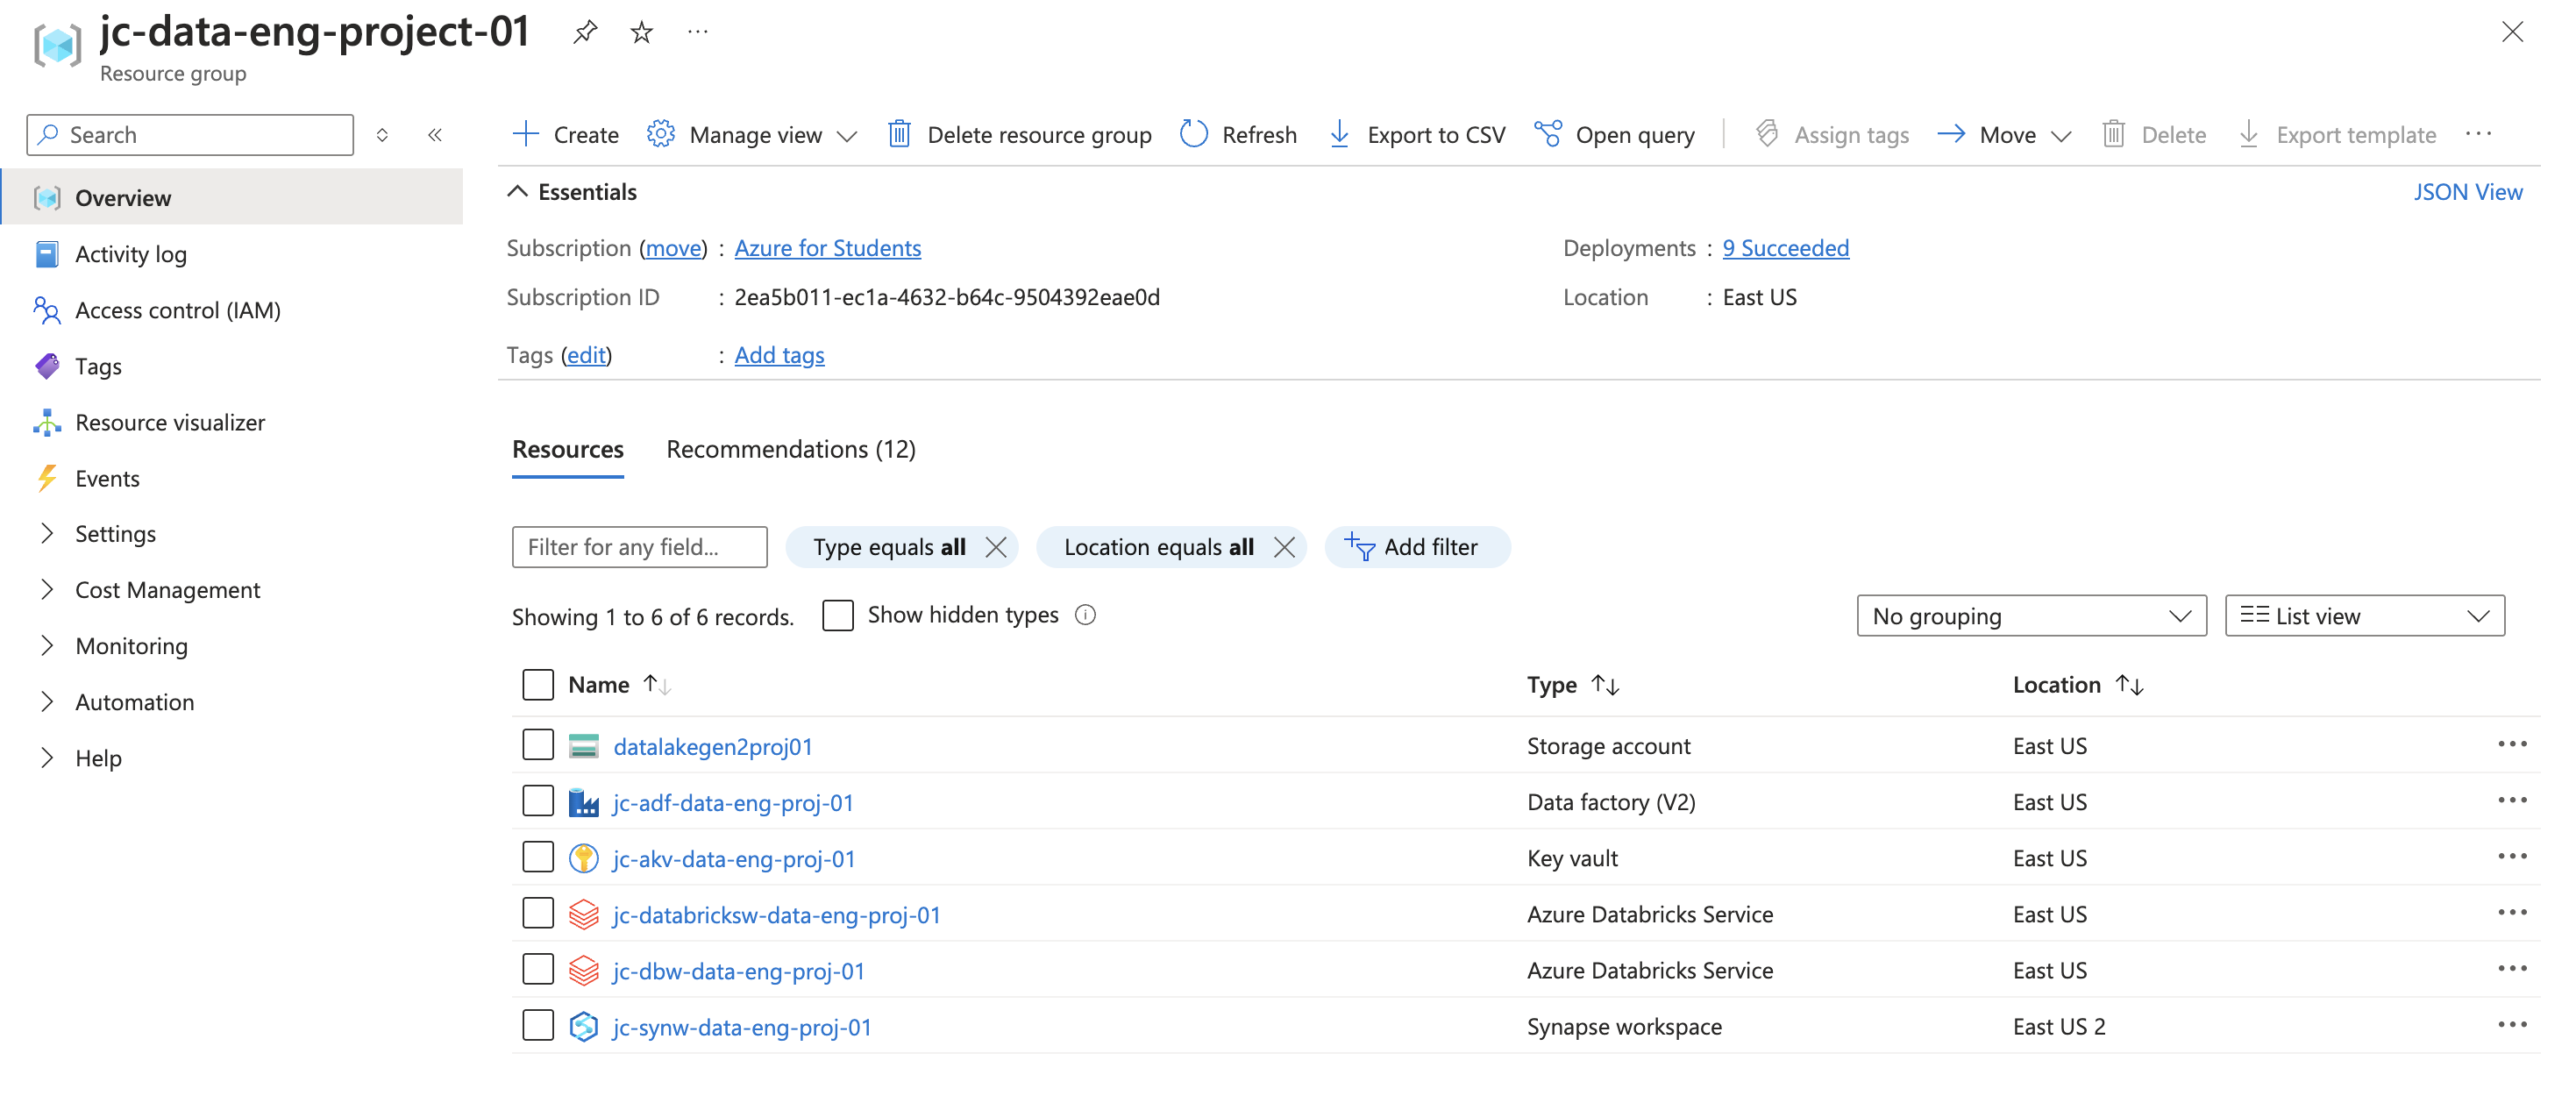 jc-data-eng-project-01
Resource group
Search
Overview
Activity log
Access control (IAM)
Tags
Resource visualizer
Events
Settings
Cost Management
Monitoring
Automation
Help
Create Manage view Delete resource group Refresh Export to CSV Open query Assign tags Move Delete Export template
Essentials JSON View
Subscription (move) : Azure for Students Deployments : 9 Succeeded
Subscription ID : 2ea5b011-ec1a-4632-b64c-9504392eae0d Location : East US
Tags (edit) : Add tags
Resources Recommendations (12)
Filter for any field... Type equals all Location equals all Add filter
Showing 1 to 6 of 6 records. Show hidden types No grouping List view
Name Type Location
datalakegen2proj01 Storage account East US
jc-adf-data-eng-proj-01 Data factory (V2) East US
jc-akv-data-eng-proj-01 Key vault East US
jc-databricksw-data-eng-proj-01 Azure Databricks Service East US
jc-dbw-data-eng-proj-01 Azure Databricks Service East US
jc-synw-data-eng-proj-01 Synapse workspace East US 2